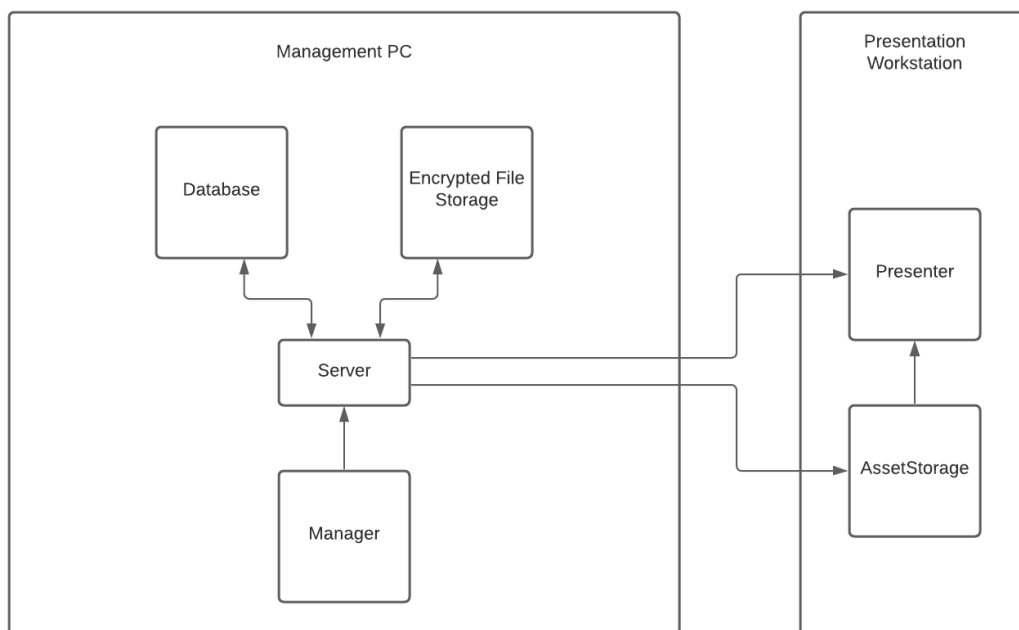 Management PC
Presentation
Workstation
Database
Encrypted File
Storage
Presenter
Server
AssetStorage
Manager